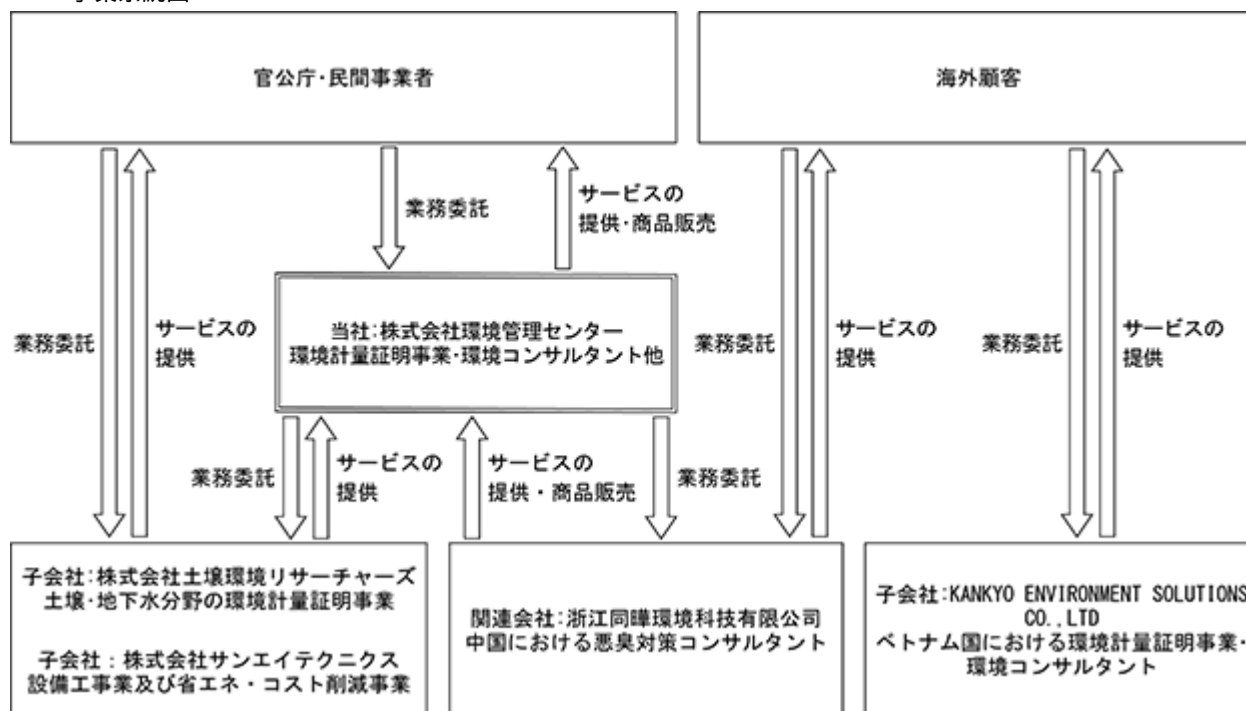 官公庁・民間事業者
海外顧客
業務委託
サービスの
提供
業務委託
サービスの
提供・商品販売
業務委託
サービスの
提供
業務委託
サービスの
提供
当社:株式会社環境管理センター
環境計量証明事業・環境コンサルタント他
業務委託
サービスの
提供
サービスの
提供・商品販売
業務委託
子会社:株式会社土壌環境リサーチャーズ
土壌・地下水分野の環境計量証明事業
子会社:株式会社サンエイテクニクス
設備工事業及び省エネ・コスト削減事業
関連会社:浙江同曄環境科技有限公司
中国における悪臭対策コンサルタント
子会社:KANKYO ENVIRONMENT SOLUTIONS
CO.,LTD
ベトナム国における環境計量証明事業・
環境コンサルタント